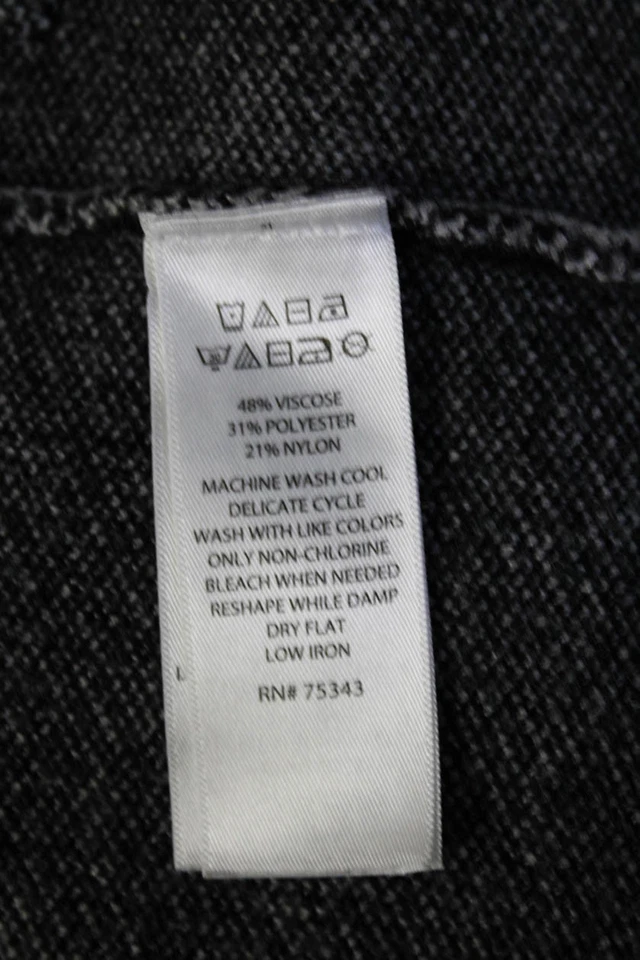 48% VISCOSE
31% POLYESTER
21% NYLON
MACHINE WASH COOL
DELICATE CYCLE
WASH WITH LIKE COLORS
ONLY NON-CHLORINE
BLEACH WHEN NEEDED
RESHAPE WHILE DAMP
DRY FLAT
LOW IRON
L
RN# 75343